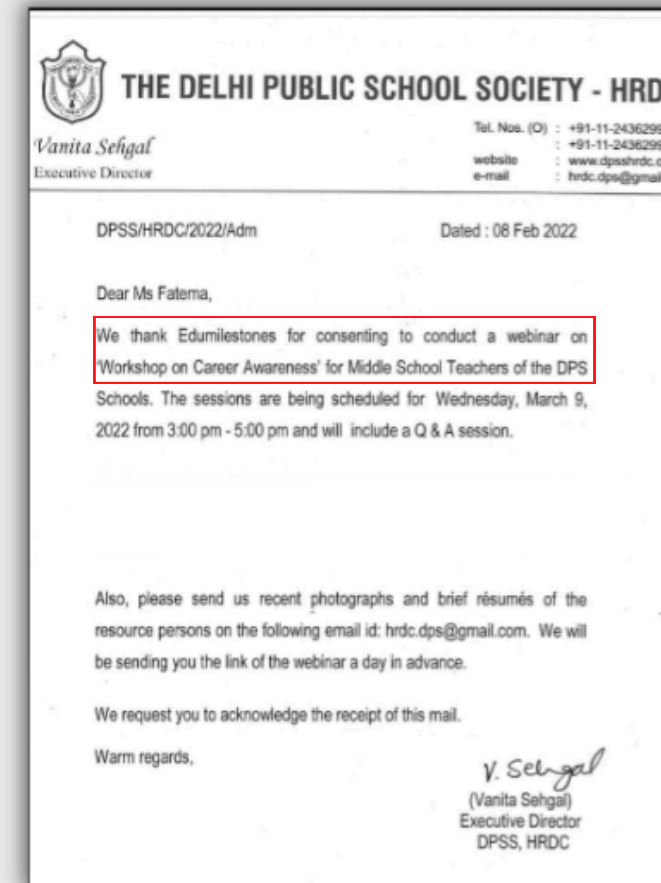 THE DELHI PUBLIC SCHOOL SOCIETY - HRD
Vanita Sehgal
Executive Director
Tel. Nos. (O) : +91-11-2436299
: +91-11-2436299
website : www.dpsshrdc.c
e-mail : hrdc.dps@gmail
DPSS/HRDC/2022/Adm
Dated : 08 Feb 2022
Dear Ms Fatema,
We thank Edumilestones for consenting to conduct a webinar on
'Workshop on Career Awareness' for Middle School Teachers of the DPS
Schools. The sessions are being scheduled for Wednesday, March 9,
2022 from 3:00 pm - 5:00 pm and will include a Q & A session.
Also, please send us recent photographs and brief résumés of the
resource persons on the following email id: hrdc.dps@gmail.com. We will
be sending you the link of the webinar a day in advance.
We request you to acknowledge the receipt of this mail.
Warm regards,
V. Sehgal
(Vanita Sehgal)
Executive Director
DPSS, HRDC